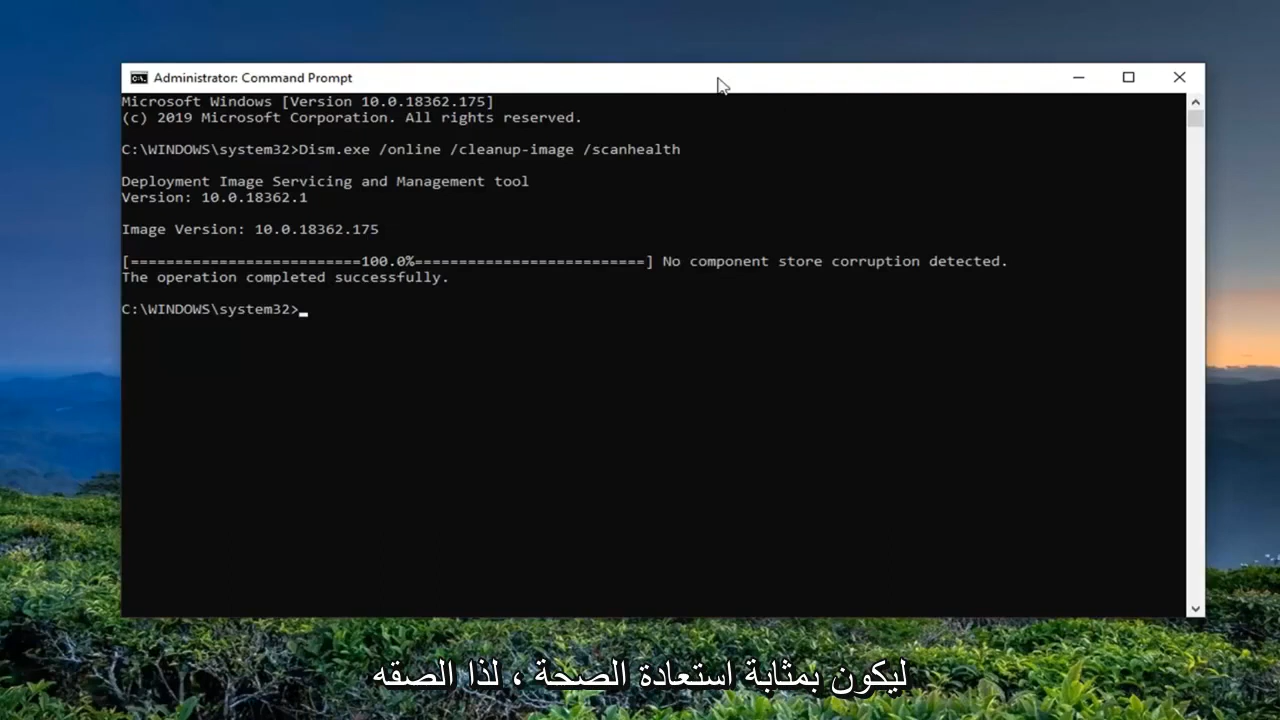 Administrator: Command Prompt
Microsoft Windows [Version 10.0.18362.175]
(c) 2019 Microsoft Corporation. All rights reserved.
C:\WINDOWS\system32>Dism.exe /online /cleanup-image /scanhealth
Deployment Image Servicing and Management tool
Version: 10.0.18362.1
Image Version: 10.0.18362.175
[==========================100.0%==========================] No component store corruption detected.
The operation completed successfully.
C:\WINDOWS\system32>
ليكون بمثابة استعادة الصحة ، لذا الصقه